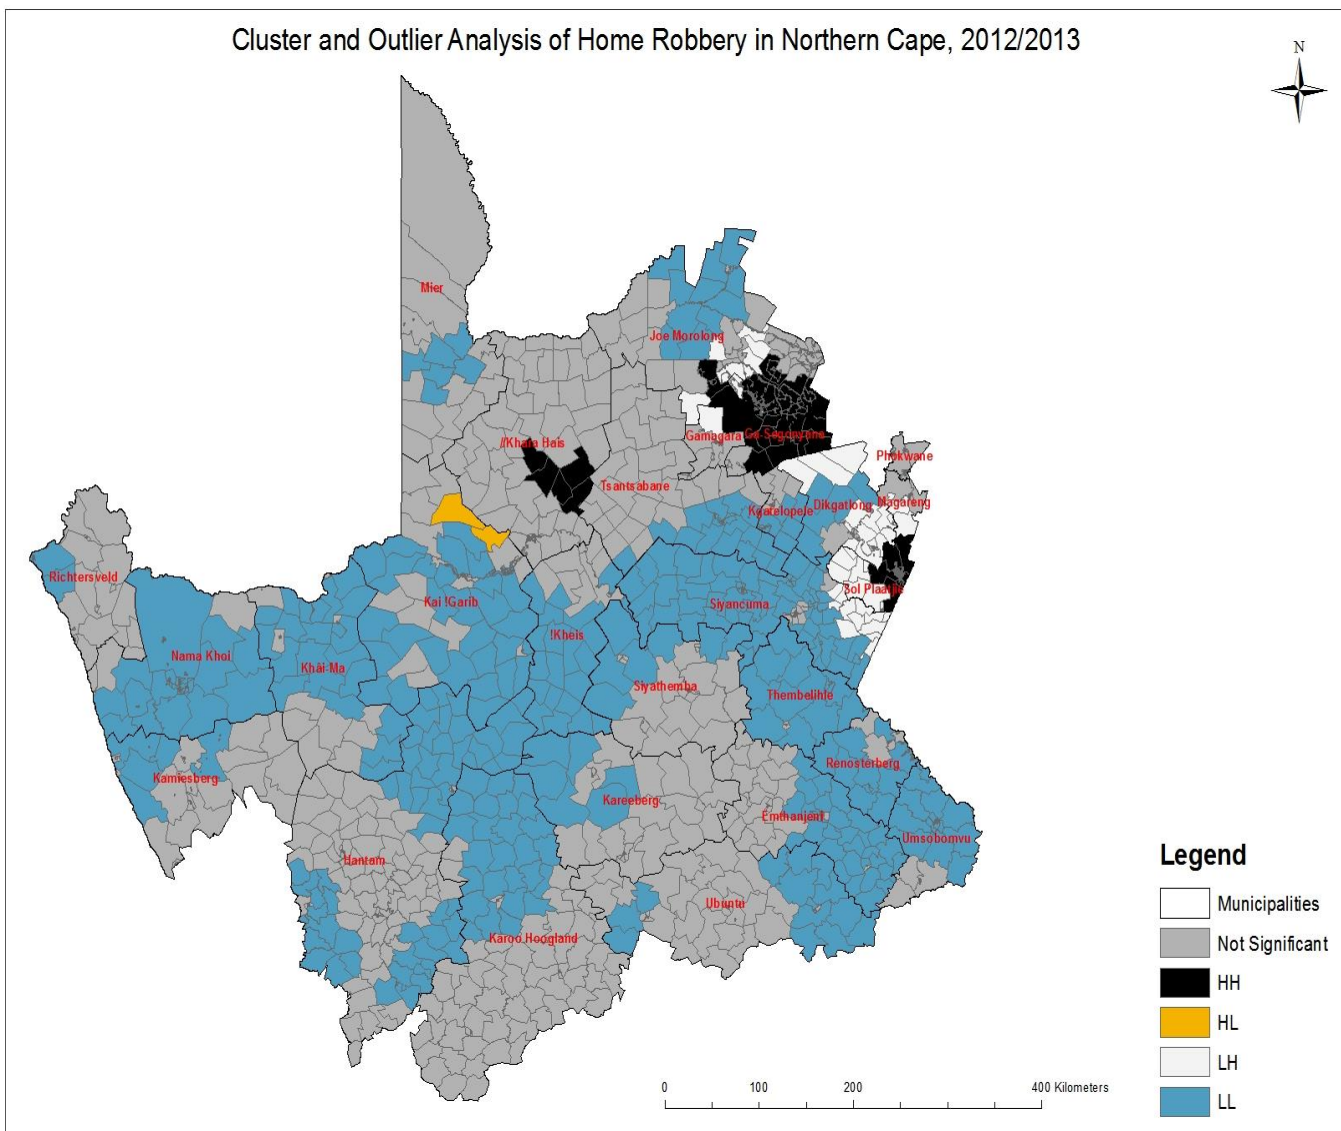 Cluster and Outlier Analysis of Home Robbery in Northern Cape, 2012/2013
N
Mier
Joe Morolong
//Khara Hais
Gamagara
Ga-Segonyana
Phokwane
Tsantsabane
Kgatelopele
Dikgatlong
Magareng
Richtersveld
Sol Plaatjie
Kai !Garib
Siyancuma
!Kheis
Nama Khoi
Khâi-Ma
Siyathemba
Thembelihle
Renosterberg
Kamiesberg
Kareeberg
Emthanjeni
Umsobomvu
Hantam
Ubuntu
Karoo Hoogland
Legend
Municipalities
Not Significant
HH
HL
LH
LL
0 100 200 400 Kilometers